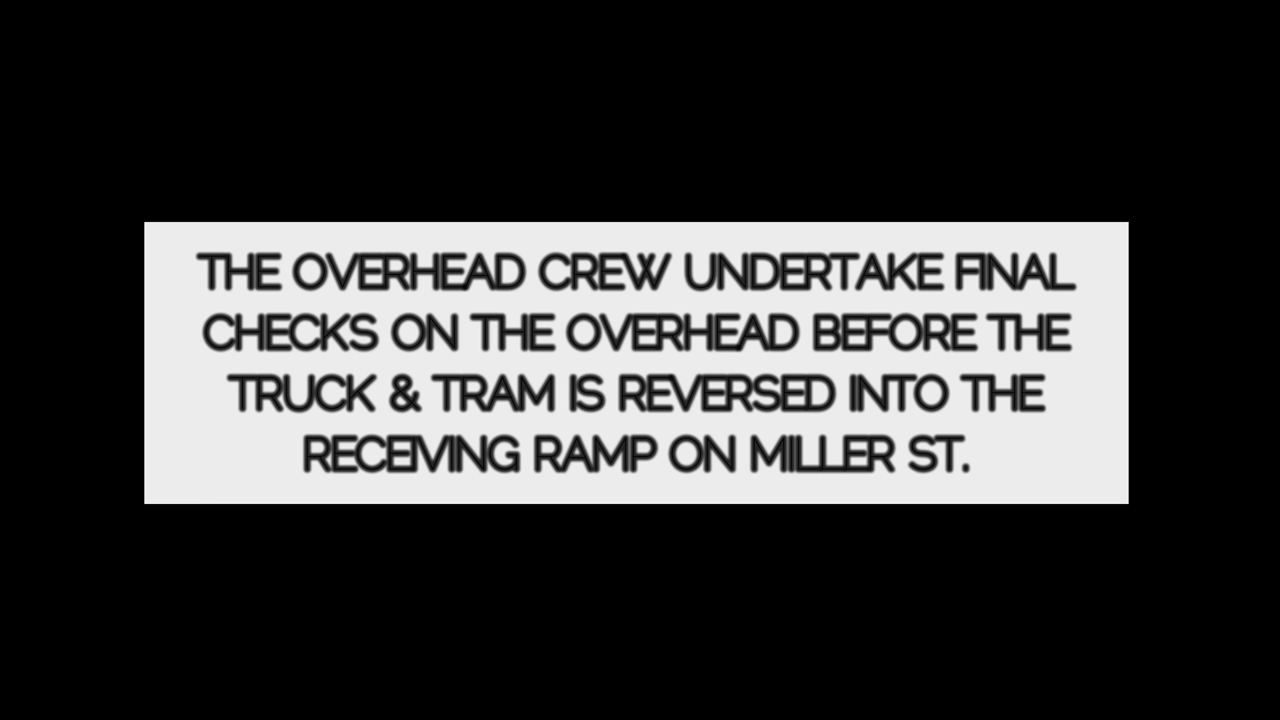 THE OVERHEAD CREW UNDERTAKE FINAL
CHECKS ON THE OVERHEAD BEFORE THE
TRUCK & TRAM IS REVERSED INTO THE
RECEIVING RAMP ON MILLER ST.